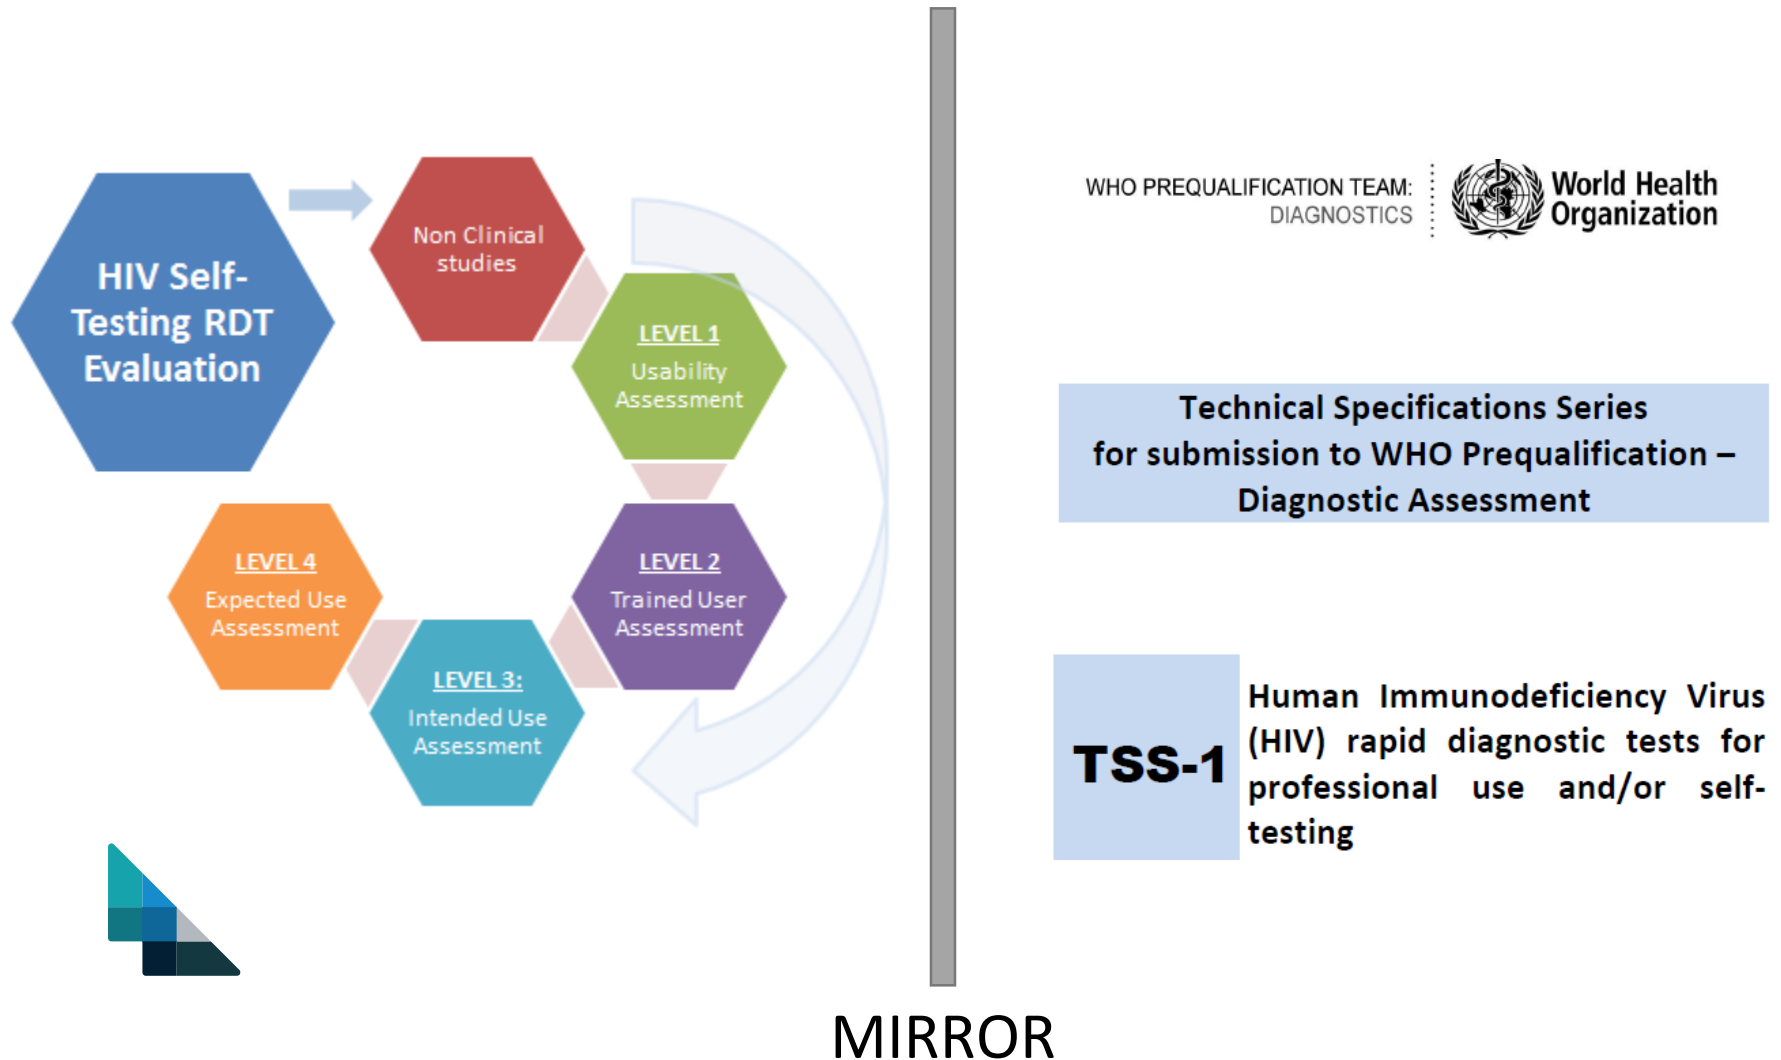 HIV Self-
Testing RDT
Evaluation
Non Clinical
studies
LEVEL 1
Usability
Assessment
LEVEL 2
Trained User
Assessment
LEVEL 3:
Intended Use
Assessment
LEVEL 4
Expected Use
Assessment
WHO PREQUALIFICATION TEAM:
DIAGNOSTICS
World Health
Organization
Technical Specifications Series
for submission to WHO Prequalification –
Diagnostic Assessment
TSS-1
Human Immunodeficiency Virus
(HIV) rapid diagnostic tests for
professional use and/or self-
testing
MIRROR